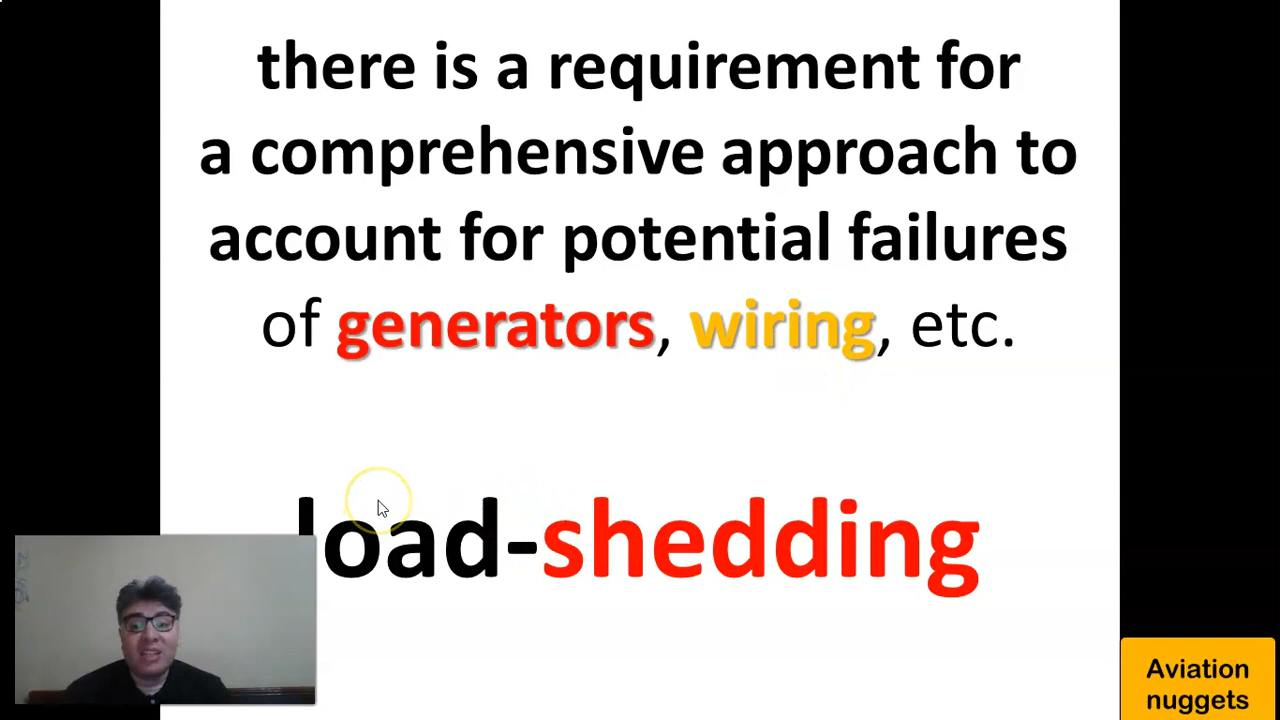 there is a requirement for
a comprehensive approach to
account for potential failures
of generators, wiring, etc.
load-shedding
Aviation
nuggets